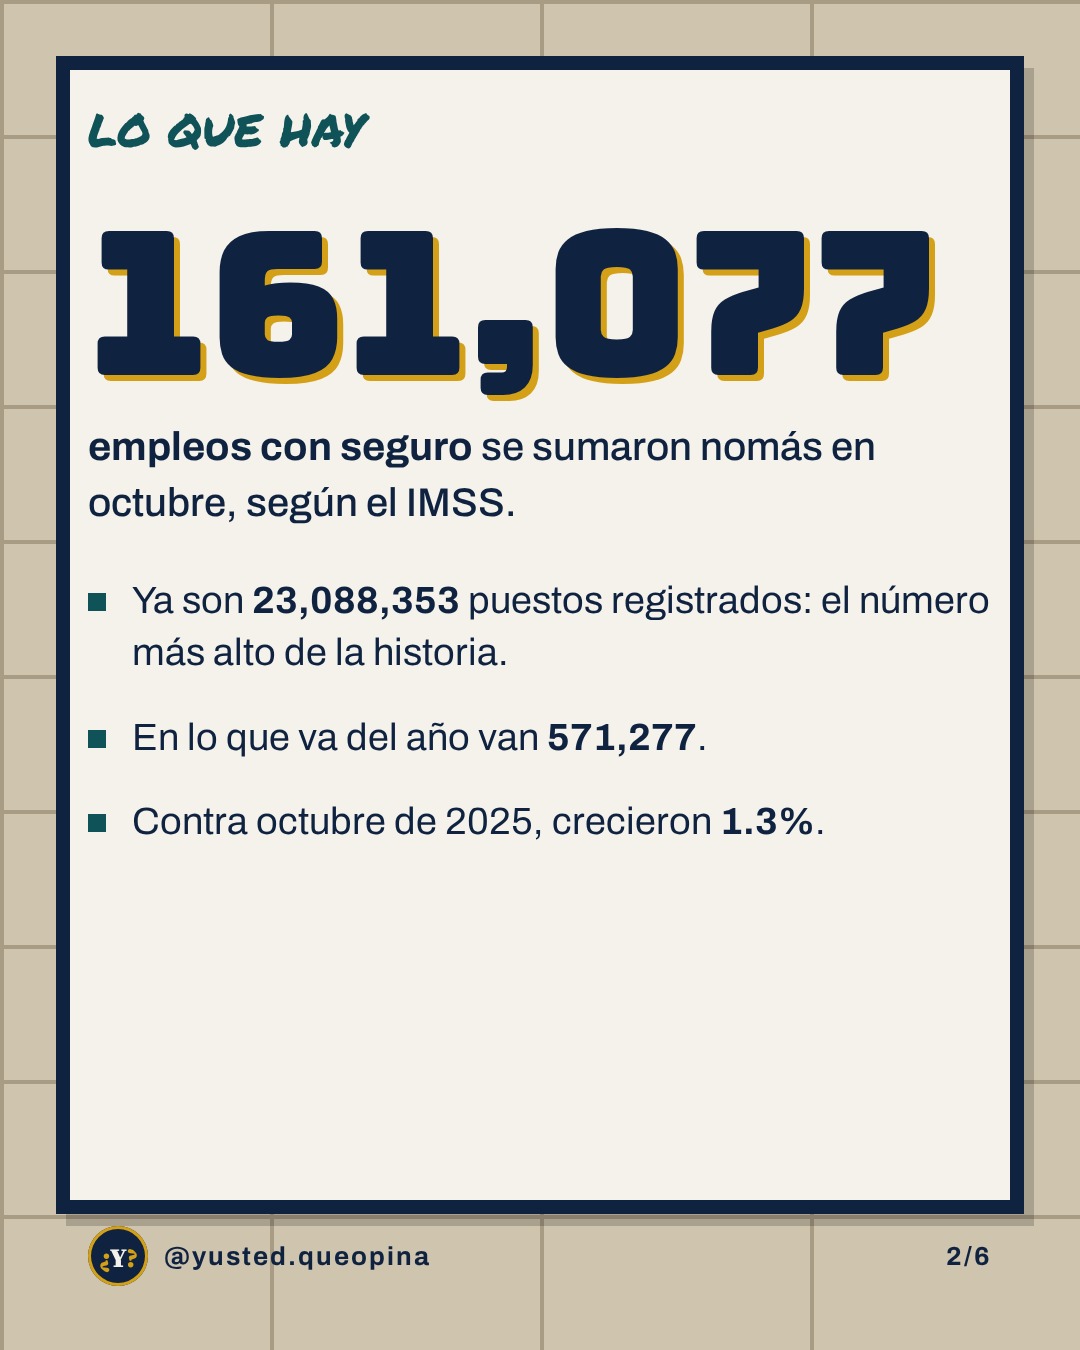 LO QUE HAY
161,077
empleos con seguro se sumaron nomás en
octubre, según el IMSS.
Ya son 23,088,353 puestos registrados: el número
más alto de la historia.
En lo que va del año van 571,277.
Contra octubre de 2025, crecieron 1.3%.
¿Y?
@yusted.queopina
2/6